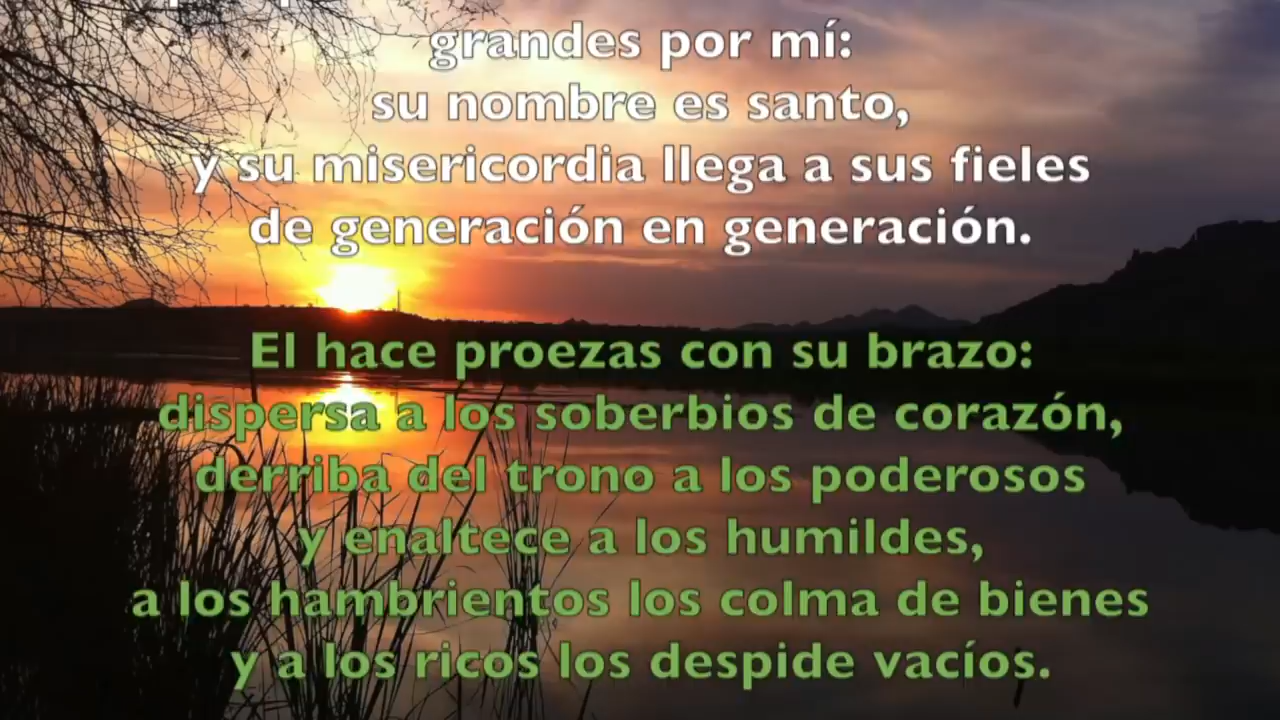 grandes por mí:
su nombre es santo,
y su misericordia llega a sus fieles
de generación en generación.
El hace proezas con su brazo:
dispersa a los soberbios de corazón,
derriba del trono a los poderosos
y enaltece a los humildes,
a los hambrientos los colma de bienes
y a los ricos los despide vacíos.